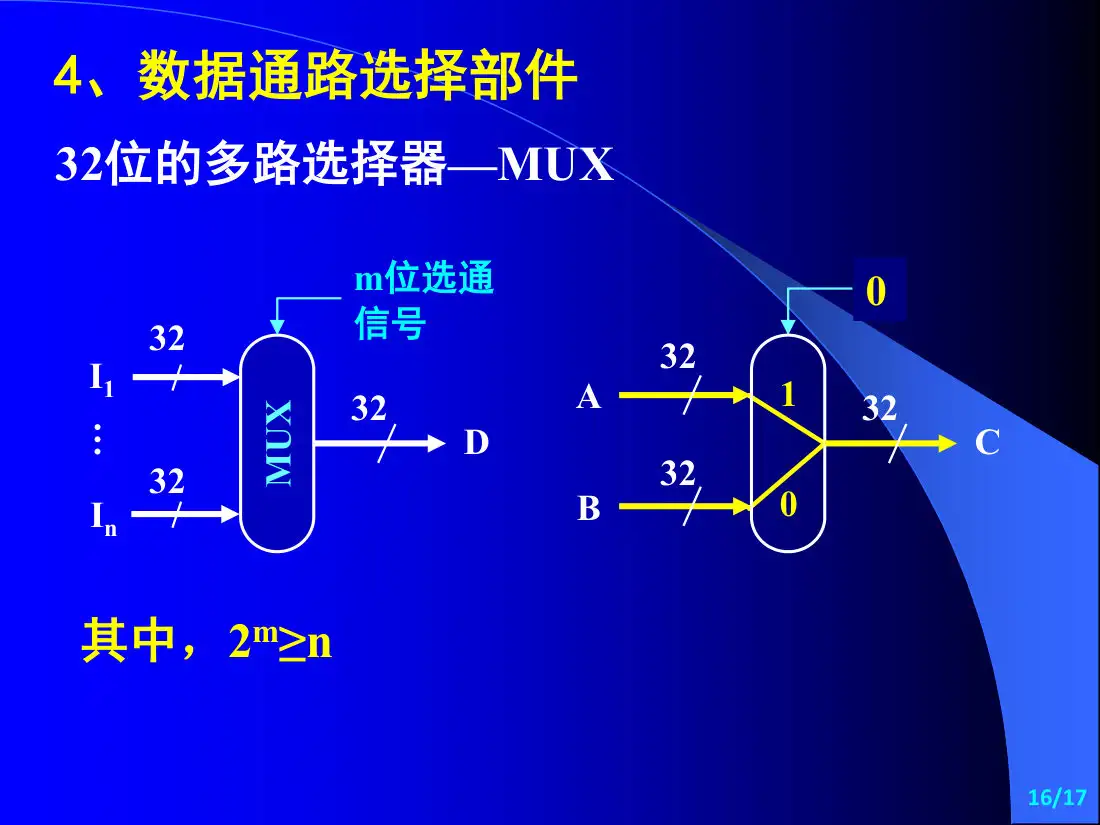 4、数据通路选择部件
32位的多路选择器—MUX
m位选通
信号
32
I1
⋮
32
In
MUX
32
D
其中，2ᵐ≥n
0
32
A
1
32
B
0
32
C
16/17